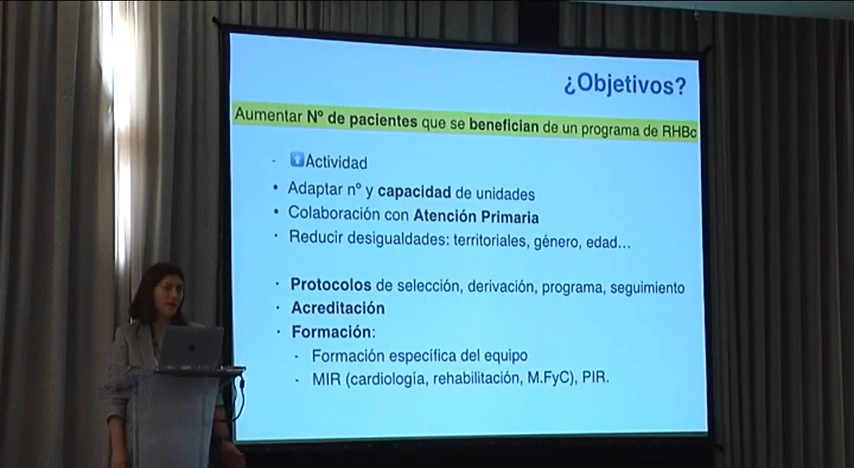 ¿Objetivos?
Aumentar Nº de pacientes que se benefician de un programa de RHBc
- ⬆️Actividad
• Adaptar nº y capacidad de unidades
• Colaboración con Atención Primaria
• Reducir desigualdades: territoriales, género, edad...
• Protocolos de selección, derivación, programa, seguimiento
• Acreditación
• Formación:
- Formación específica del equipo
- MIR (cardiología, rehabilitación, M.FyC), PIR.